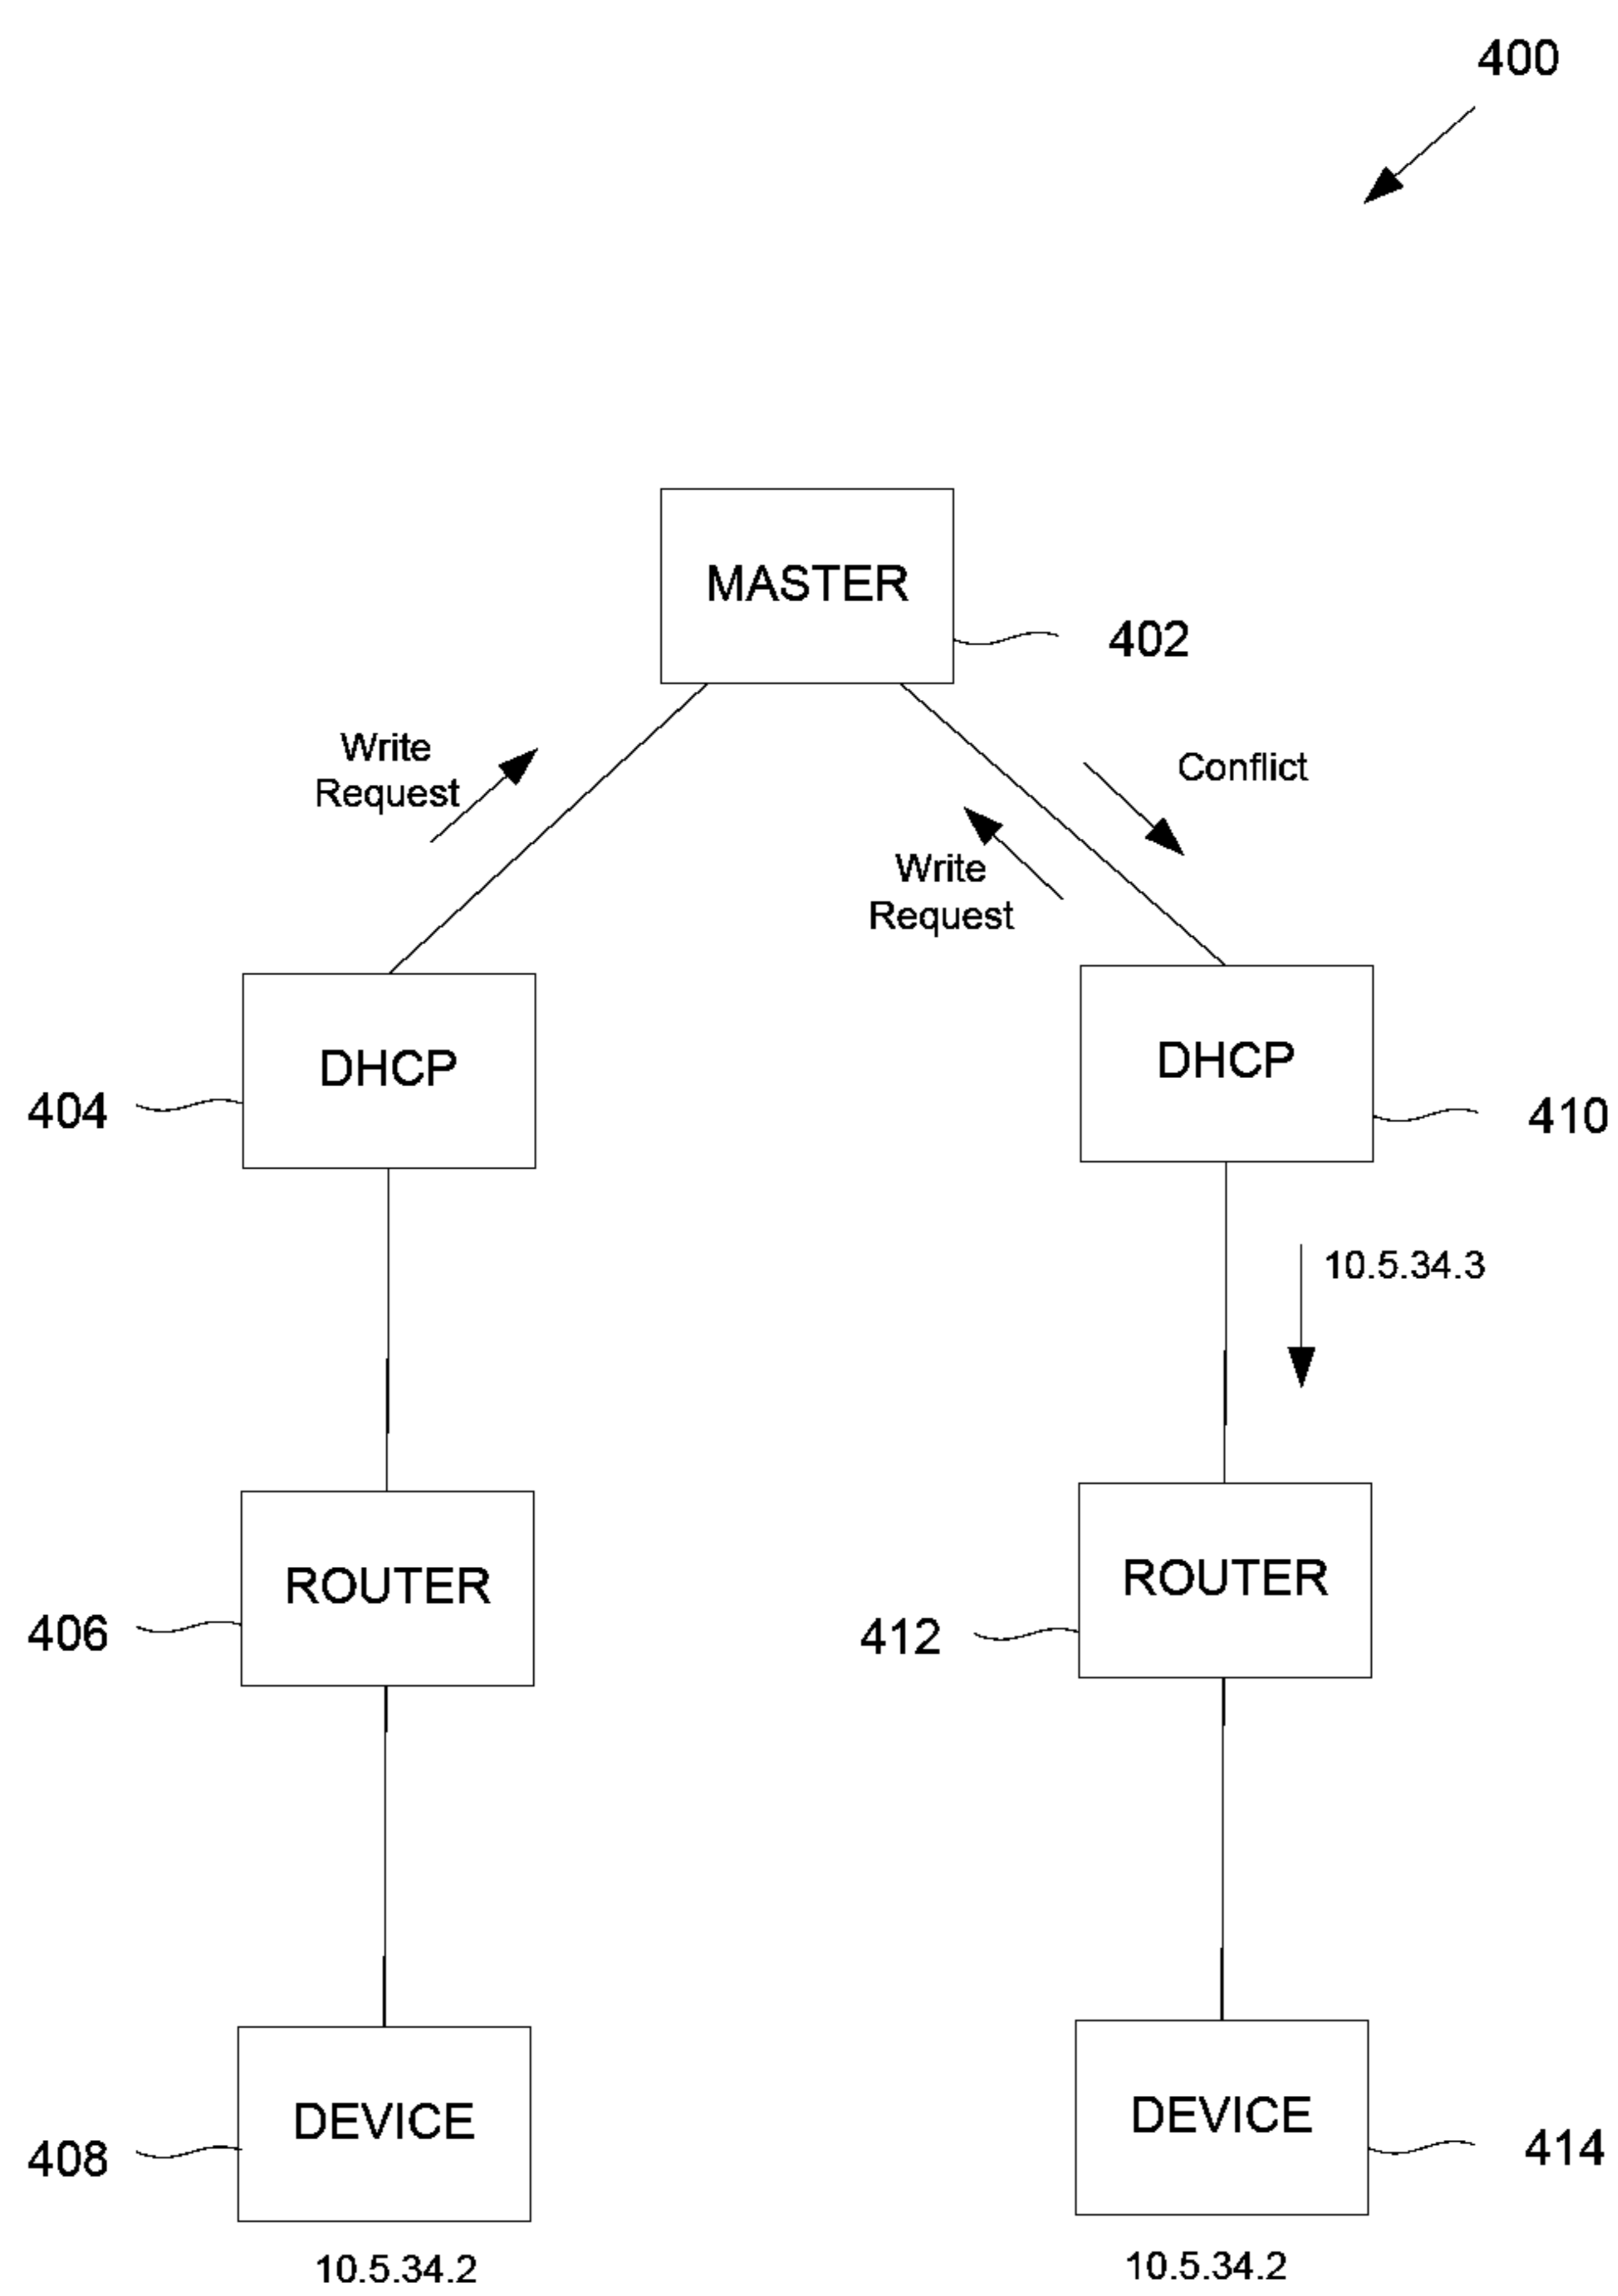 400
MASTER
402
Write
Request
Conflict
Write
Request
DHCP
404
DHCP
410
10.5.34.3
ROUTER
406
ROUTER
412
DEVICE
408
10.5.34.2
DEVICE
414
10.5.34.2